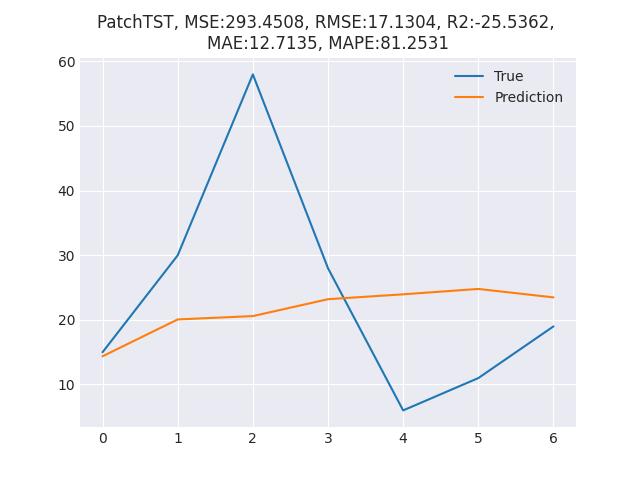 PatchTST, MSE:293.4508, RMSE:17.1304, R2:-25.5362,
MAE:12.7135, MAPE:81.2531
True
Prediction
60
50
40
30
20
10
0 1 2 3 4 5 6